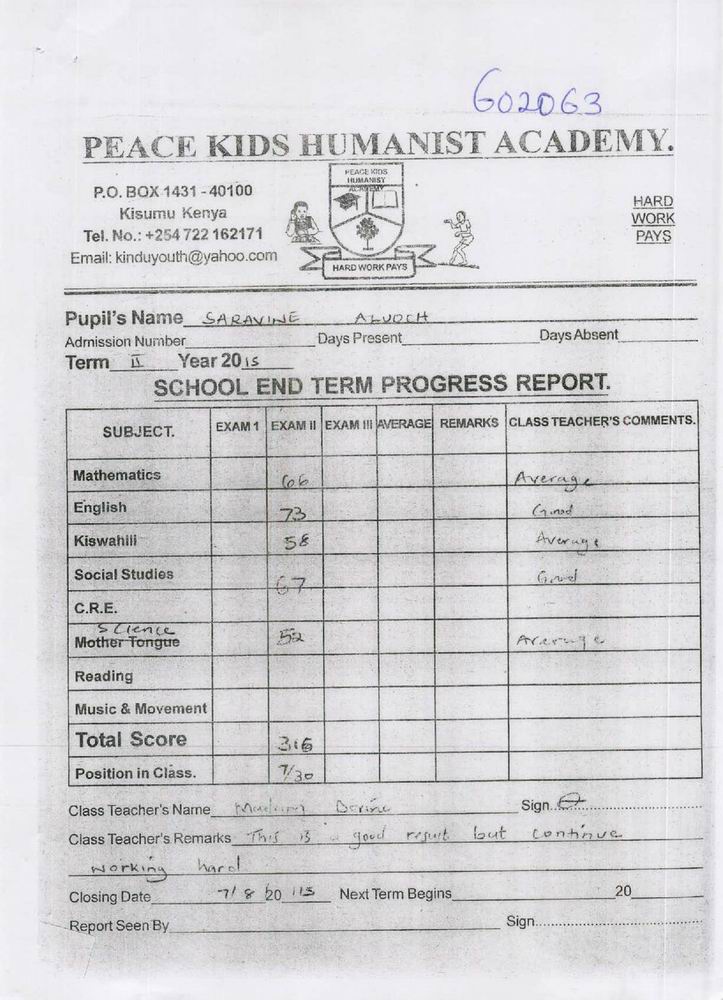 602063
PEACE KIDS HUMANIST ACADEMY.
P.O. BOX 1431 - 40100
Kisumu Kenya
Tel. No.: +254 722 162171
Email: kinduyouth@yahoo.com
PEACE KIDS
HUMANIST
ACADEMY
HARD WORK PAYS
HARD
WORK
PAYS
Pupil's Name SARAVINE ALUOCH
Admission Number Days Present Days Absent
Term II Year 2015
SCHOOL END TERM PROGRESS REPORT.
SUBJECT. EXAM 1 EXAM II EXAM III AVERAGE REMARKS CLASS TEACHER'S COMMENTS.
Mathematics 66 Average
English 73 Good
Kiswahili 58 Average
Social Studies 67 Good
C.R.E.
Science
Mother Tongue 52 Average
Reading
Music & Movement
Total Score 316
Position in Class. 7/30
Class Teacher's Name Madam Dorine Sign.
Class Teacher's Remarks This is a good result but continue
working hard
Closing Date 7/8/20 Next Term Begins 20
Report Seen By Sign.